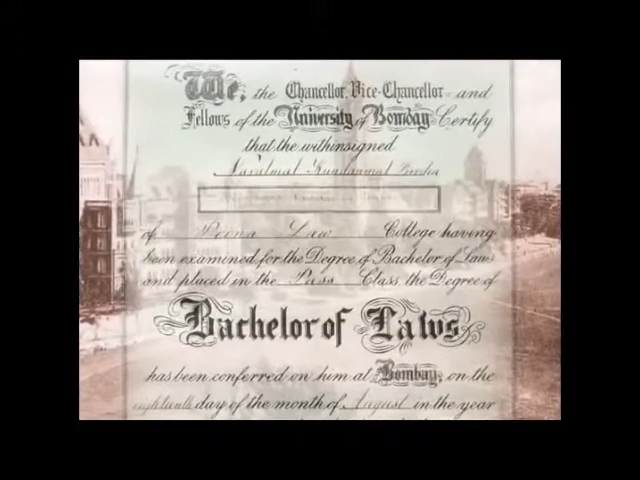 We, the Chancellor, Vice-Chancellor and
Fellows of the University of Bombay Certify
that the withinsigned
of Poona Law College having
been examined for the Degree of Bachelor of Laws
and placed in the Pass Class, the Degree of
Bachelor of Laws
has been conferred on him at Bombay, on the
eighteenth day of the month of August in the year